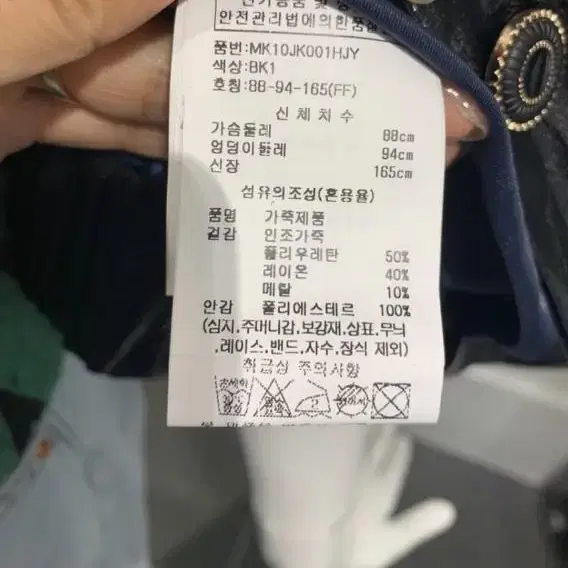 안전관리법에의한품질
품번:MK10JK001HJY
색상:BK1
호칭:88-94-165(FF)
신체치수
가슴둘레 88cm
엉덩이둘레 94cm
신장 165cm
섬유의조성(혼용율)
품명 가죽제품
겉감 인조가죽
폴리우레탄 50%
레이온 40%
메탈 10%
안감 폴리에스테르 100%
(심지,주머니감,보강재,상표,무늬
,레이스,밴드,자수,장식 제외)
취급상 주의사항